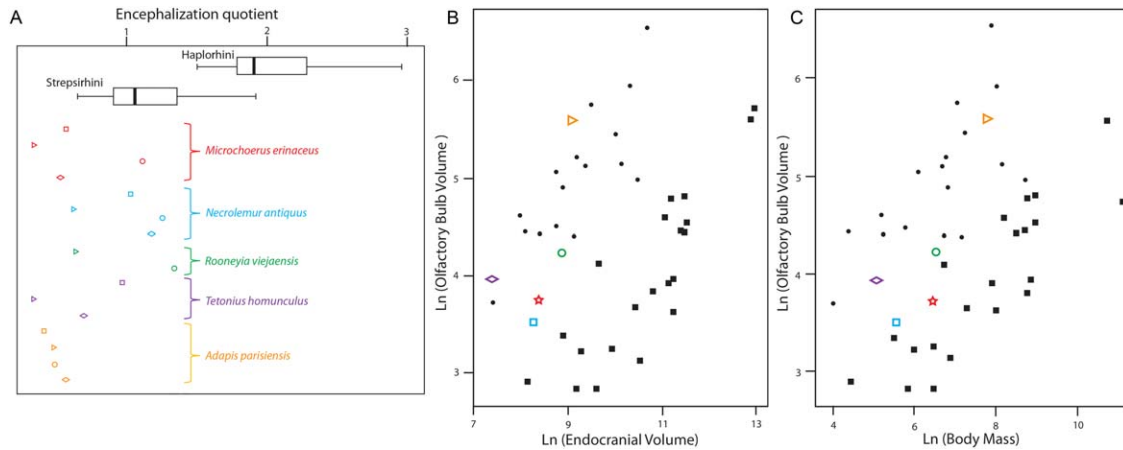 A
Encephalization quotient
1 2 3
Haplorhini
Strepsirhini
Microchoerus erinaceus
Necrolemur antiquus
Rooneyia viejaensis
Tetonius homunculus
Adapis parisiensis
B
Ln (Olfactory Bulb Volume )
6
5
4
3
7 9 11 13
Ln (Endocranial Volume)
C
Ln (Olfactory Bulb Volume )
6
5
4
3
4 6 8 10
Ln (Body Mass)